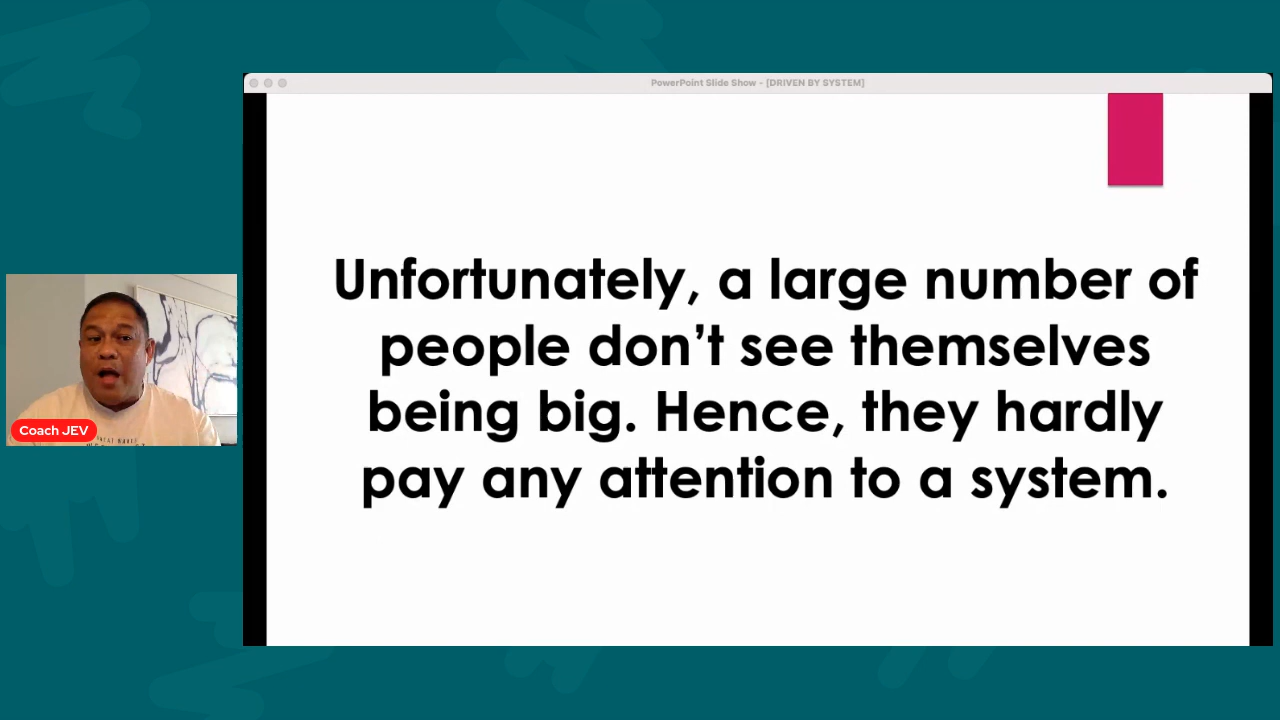 PowerPoint Slide Show - [DRIVEN BY SYSTEM]
Unfortunately, a large number of
people don’t see themselves
being big. Hence, they hardly
pay any attention to a system.
Coach JEV